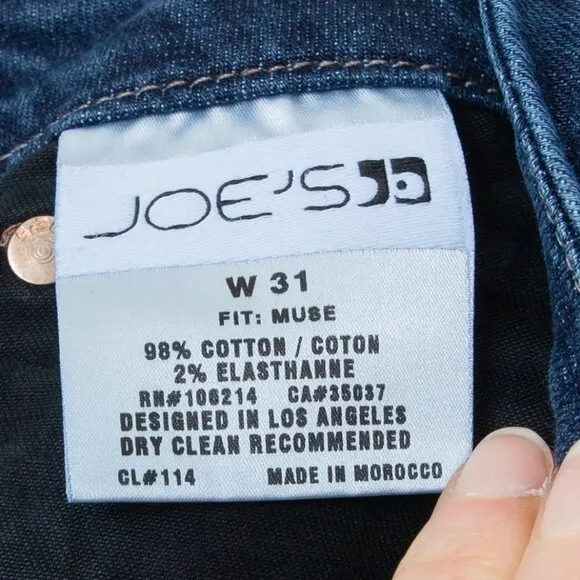 JOE'S
W 31
FIT: MUSE
98% COTTON / COTON
2% ELASTHANNE
RN#106214 CA#35037
DESIGNED IN LOS ANGELES
DRY CLEAN RECOMMENDED
CL#114 MADE IN MOROCCO